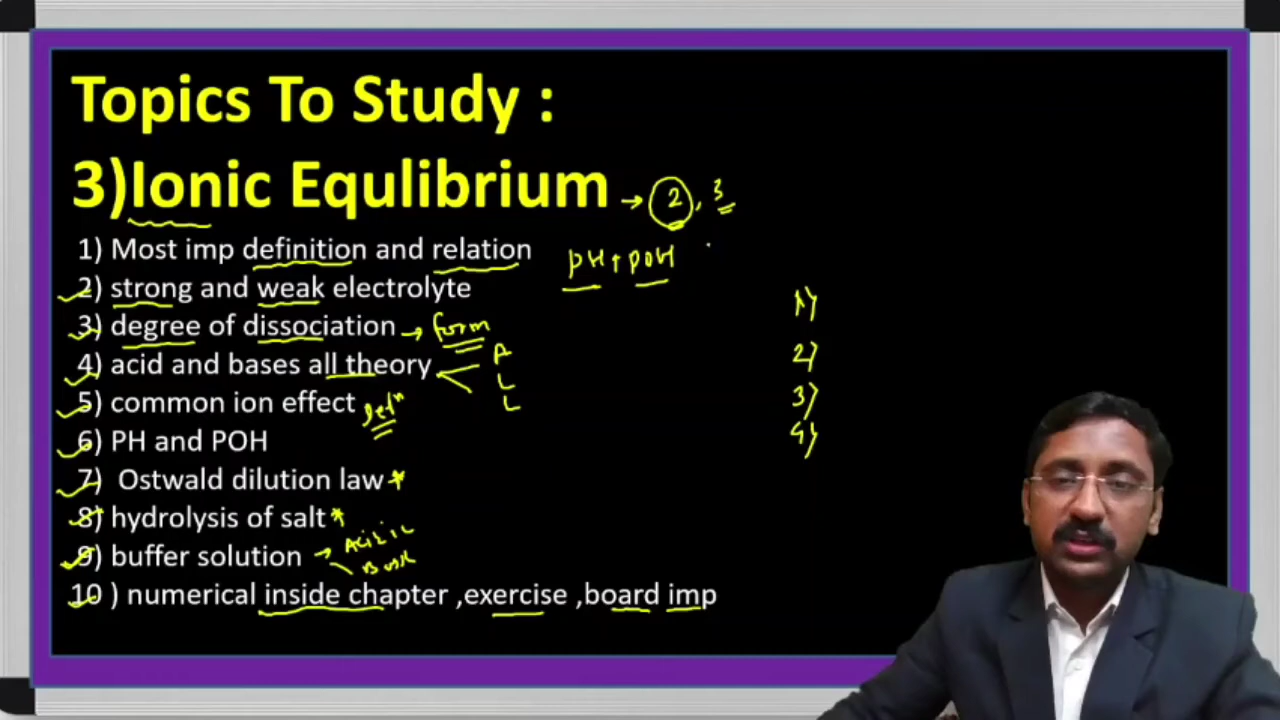 Topics To Study :
3)Ionic Equlibrium → 2, 3
1) Most imp definition and relation PH + POH
2) strong and weak electrolyte
3) degree of dissociation → form
4) acid and bases all theory A L L
5) common ion effect Defn
6) PH and POH
7) Ostwald dilution law *
8) hydrolysis of salt *
9) buffer solution → Acidic
10 ) numerical inside chapter ,exercise ,board imp
1)
2)
3)
4)